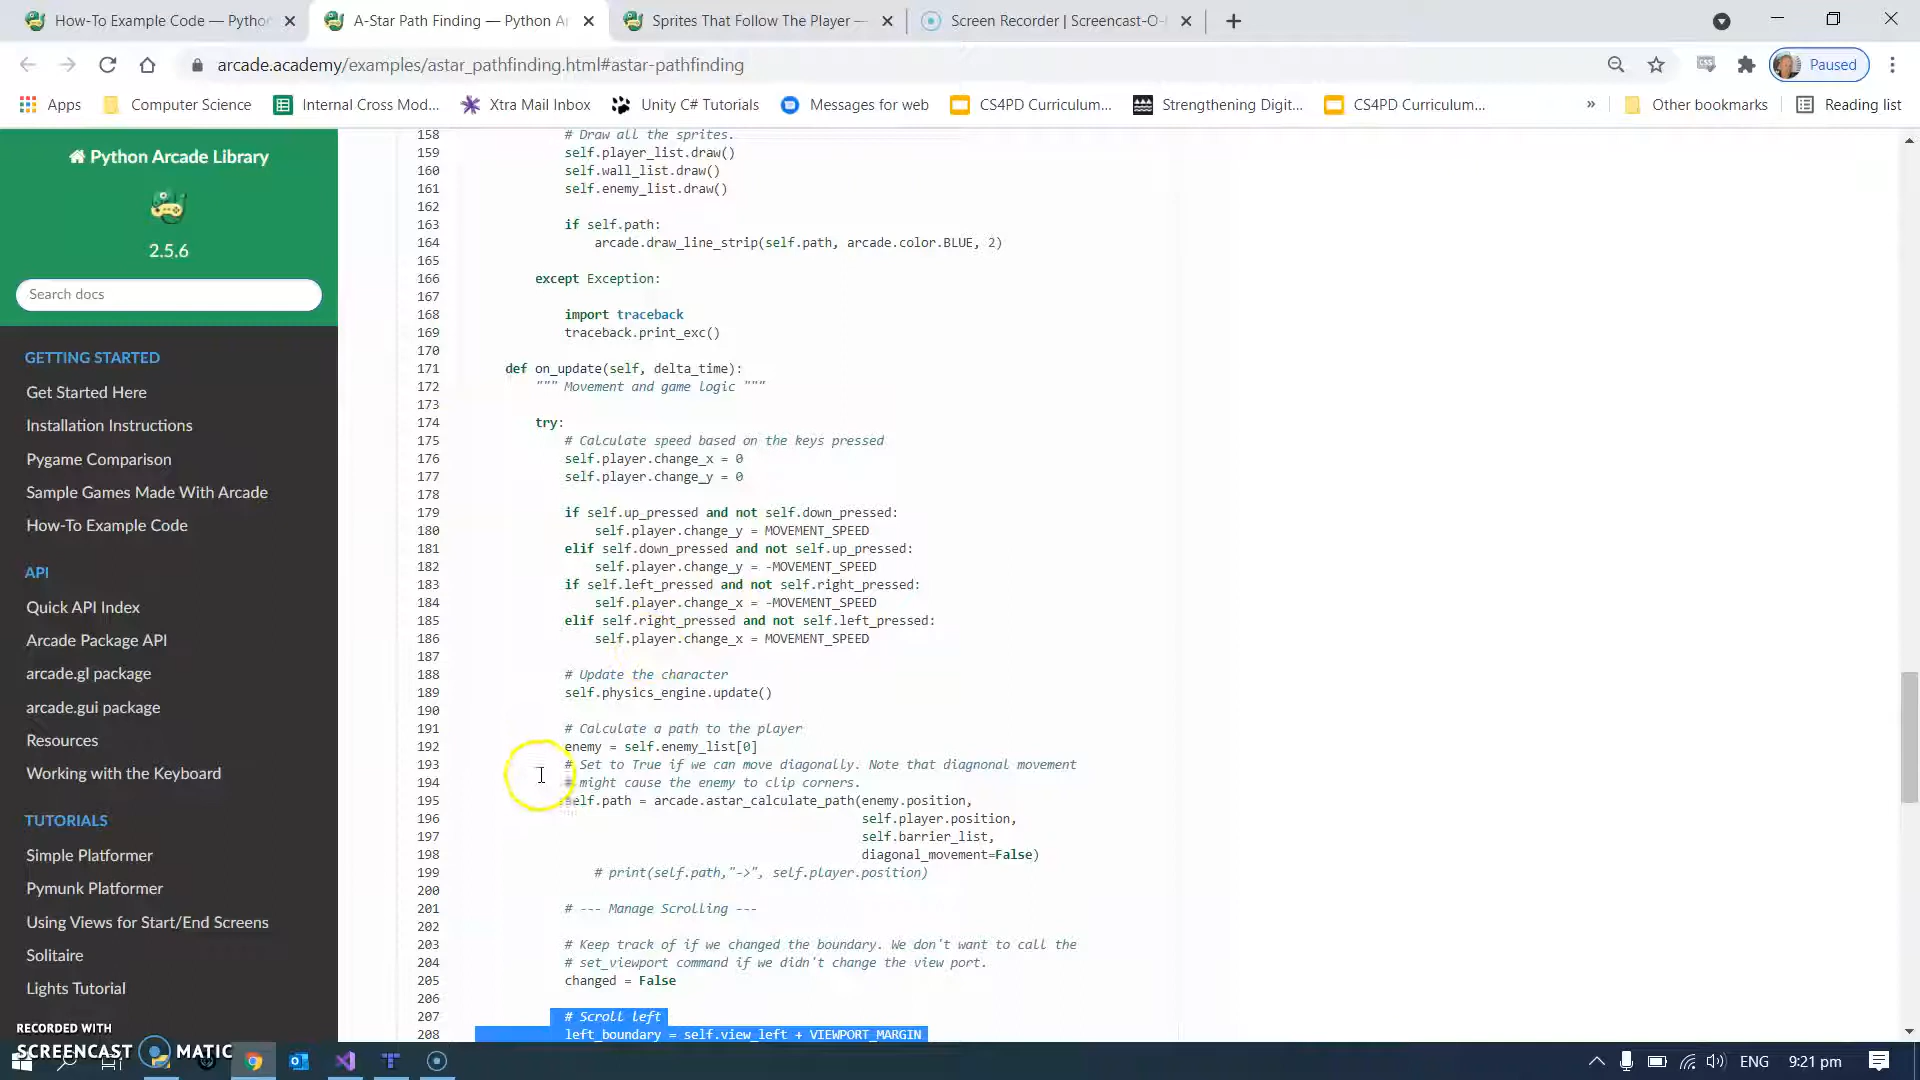 How-To Example Code — Pytho
A-Star Path Finding — Python Ar
Sprites That Follow The Player —
Screen Recorder | Screencast-O-
arcade.academy/examples/astar_pathfinding.html#astar-pathfinding
Paused
Apps
Computer Science
Internal Cross Mod...
Xtra Mail Inbox
Unity C# Tutorials
Messages for web
CS4PD Curriculum...
Strengthening Digit...
CS4PD Curriculum...
»
Other bookmarks
Reading list
Python Arcade Library
2.5.6
Search docs
GETTING STARTED
Get Started Here
Installation Instructions
Pygame Comparison
Sample Games Made With Arcade
How-To Example Code
API
Quick API Index
Arcade Package API
arcade.gl package
arcade.gui package
Resources
Working with the Keyboard
TUTORIALS
Simple Platformer
Pymunk Platformer
Using Views for Start/End Screens
Solitaire
Lights Tutorial
158 # Draw all the sprites.
159 self.player_list.draw()
160 self.wall_list.draw()
161 self.enemy_list.draw()
162
163 if self.path:
164 arcade.draw_line_strip(self.path, arcade.color.BLUE, 2)
165
166 except Exception:
167
168 import traceback
169 traceback.print_exc()
170
171 def on_update(self, delta_time):
172 """ Movement and game logic """
173
174 try:
175 # Calculate speed based on the keys pressed
176 self.player.change_x = 0
177 self.player.change_y = 0
178
179 if self.up_pressed and not self.down_pressed:
180 self.player.change_y = MOVEMENT_SPEED
181 elif self.down_pressed and not self.up_pressed:
182 self.player.change_y = -MOVEMENT_SPEED
183 if self.left_pressed and not self.right_pressed:
184 self.player.change_x = -MOVEMENT_SPEED
185 elif self.right_pressed and not self.left_pressed:
186 self.player.change_x = MOVEMENT_SPEED
187
188 # Update the character
189 self.physics_engine.update()
190
191 # Calculate a path to the player
192 enemy = self.enemy_list[0]
193 # Set to True if we can move diagonally. Note that diagnonal movement
194 # might cause the enemy to clip corners.
195 self.path = arcade.astar_calculate_path(enemy.position,
196 self.player.position,
197 self.barrier_list,
198 diagonal_movement=False)
199 # print(self.path,"->", self.player.position)
200
201 # --- Manage Scrolling ---
202
203 # Keep track of if we changed the boundary. We don't want to call the
204 # set_viewport command if we didn't change the view port.
205 changed = False
206
207 # Scroll left
208 left_boundary = self.view_left + VIEWPORT_MARGIN
RECORDED WITH
SCREENCAST MATIC
ENG
9:21 pm